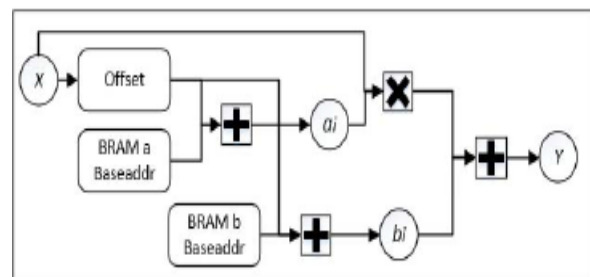 X
Offset
BRAM a
Baseaddr
ai
Y
BRAM b
Baseaddr
bi